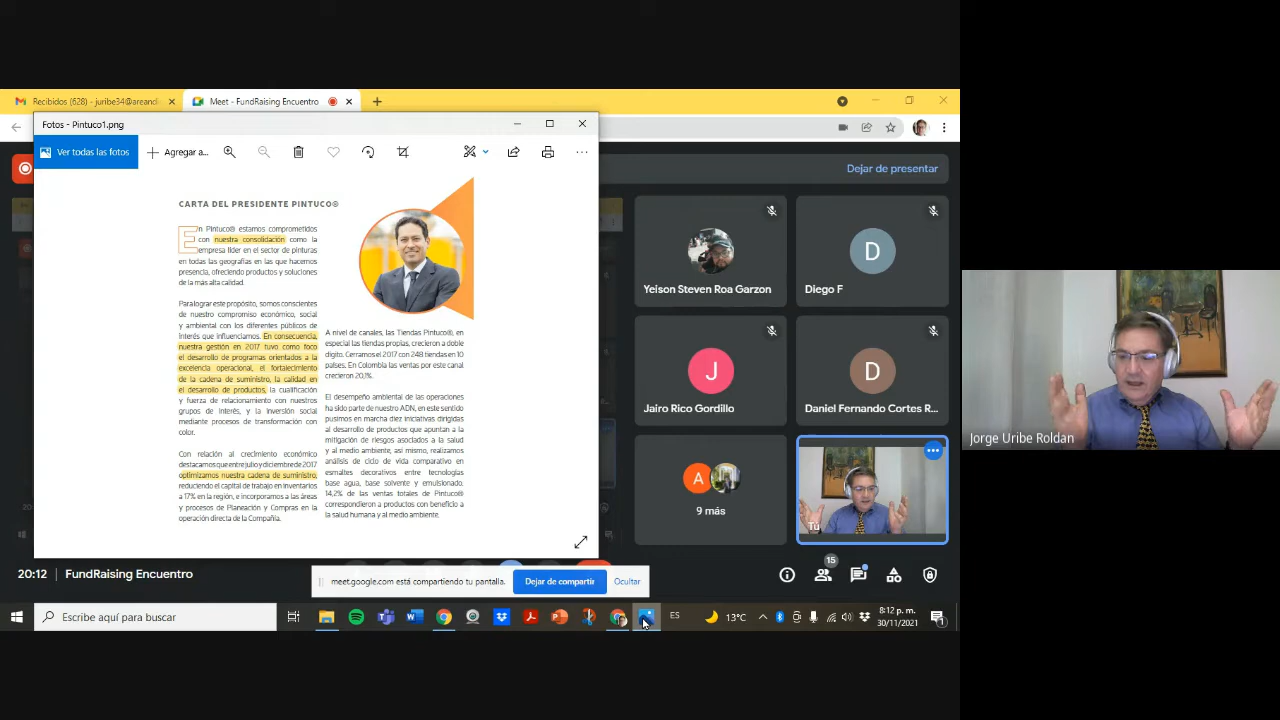 Recibidos (628) - juribe34@areandi
Meet - FundRaising Encuentro
Fotos - Pintuco1.png
Ver todas las fotos
Agregar a...
Dejar de presentar
CARTA DEL PRESIDENTE PINTUCO®
En Pintuco® estamos comprometidos
con nuestra consolidación como la
empresa líder en el sector de pinturas
en todas las geografías en las que hacemos
presencia, ofreciendo productos y soluciones
de la más alta calidad.
Para lograr este propósito, somos conscientes
de nuestro compromiso económico, social
y ambiental con los diferentes públicos de
interés que influenciamos. En consecuencia,
nuestra gestión en 2017 tuvo como foco
el desarrollo de programas orientados a la
excelencia operacional, el fortalecimiento
de la cadena de suministro, la calidad en
el desarrollo de productos, la cualificación
y fuerza de relacionamiento con nuestros
grupos de interés, y la inversión social
mediante procesos de transformación con
color.
Con relación al crecimiento económico
destacamos que entre julio y diciembre de 2017
optimizamos nuestra cadena de suministro,
reduciendo el capital de trabajo en inventarios
a 17% en la región, e incorporamos a las áreas
y procesos de Planeación y Compras en la
operación directa de la Compañía.
A nivel de canales, las Tiendas Pintuco®, en
especial las tiendas propias, crecieron a doble
dígito. Cerramos el 2017 con 248 tiendas en 10
países. En Colombia las ventas por este canal
crecieron 20,1%.
El desempeño ambiental de las operaciones
ha sido parte de nuestro ADN, en este sentido
pusimos en marcha diez iniciativas dirigidas
al desarrollo de productos que apuntan a la
mitigación de riesgos asociados a la salud
y al medio ambiente, así mismo, realizamos
análisis de ciclo de vida comparativo en
esmaltes decorativos entre tecnologías
base agua, base solvente y emulsionado.
14,2% de las ventas totales de Pintuco®
correspondieron a productos con beneficio a
la salud humana y al medio ambiente.
Yeison Steven Roa Garzon
D
Diego F
J
Jairo Rico Gordillo
D
Daniel Fernando Cortes R...
A
9 más
Tú
Jorge Uribe Roldan
20:12
FundRaising Encuentro
15
meet.google.com está compartiendo tu pantalla.
Dejar de compartir
Ocultar
Escribe aquí para buscar
ES
13°C
8:12 p. m.
30/11/2021
1